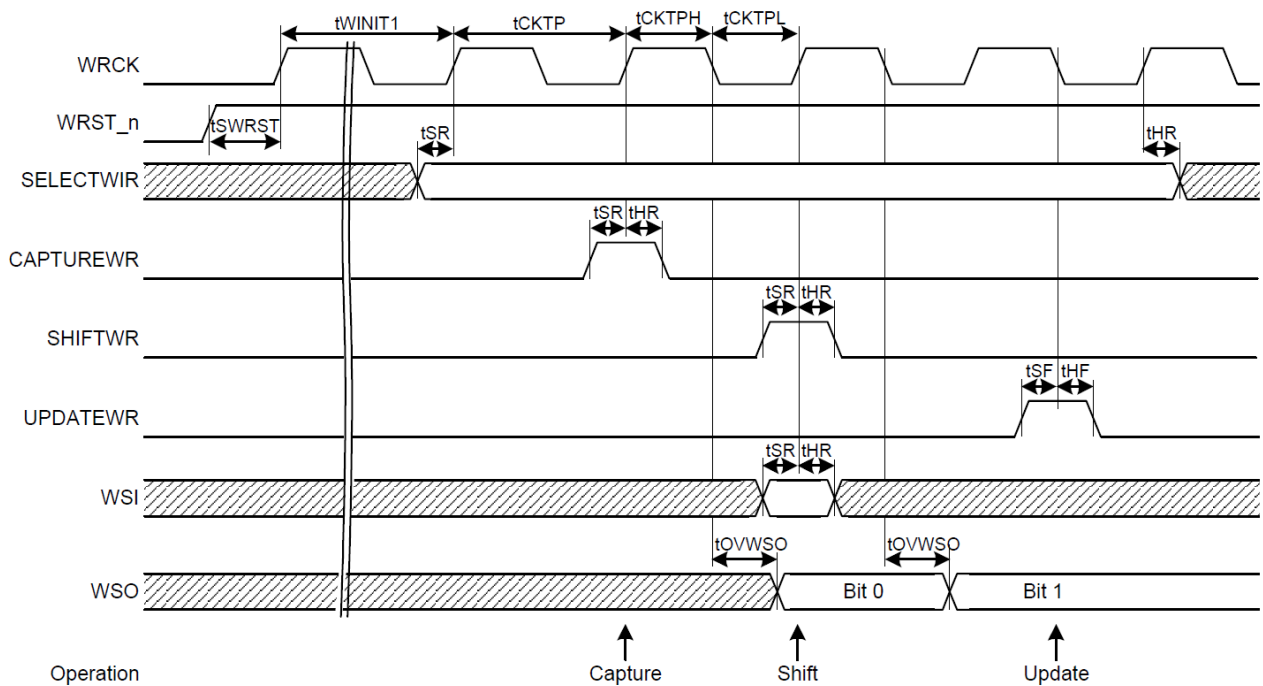 tWINIT1 tCKTP tCKTPH tCKTPL
WRCK
WRST_n
tSWRST tSR tHR
SELECTWIR
tSR tHR
CAPTUREWR
tSR tHR
SHIFTWR
tSF tHF
UPDATEWR
tSR tHR
WSI
tOVWSO tOVWSO
WSO Bit 0 Bit 1
Operation Capture Shift Update